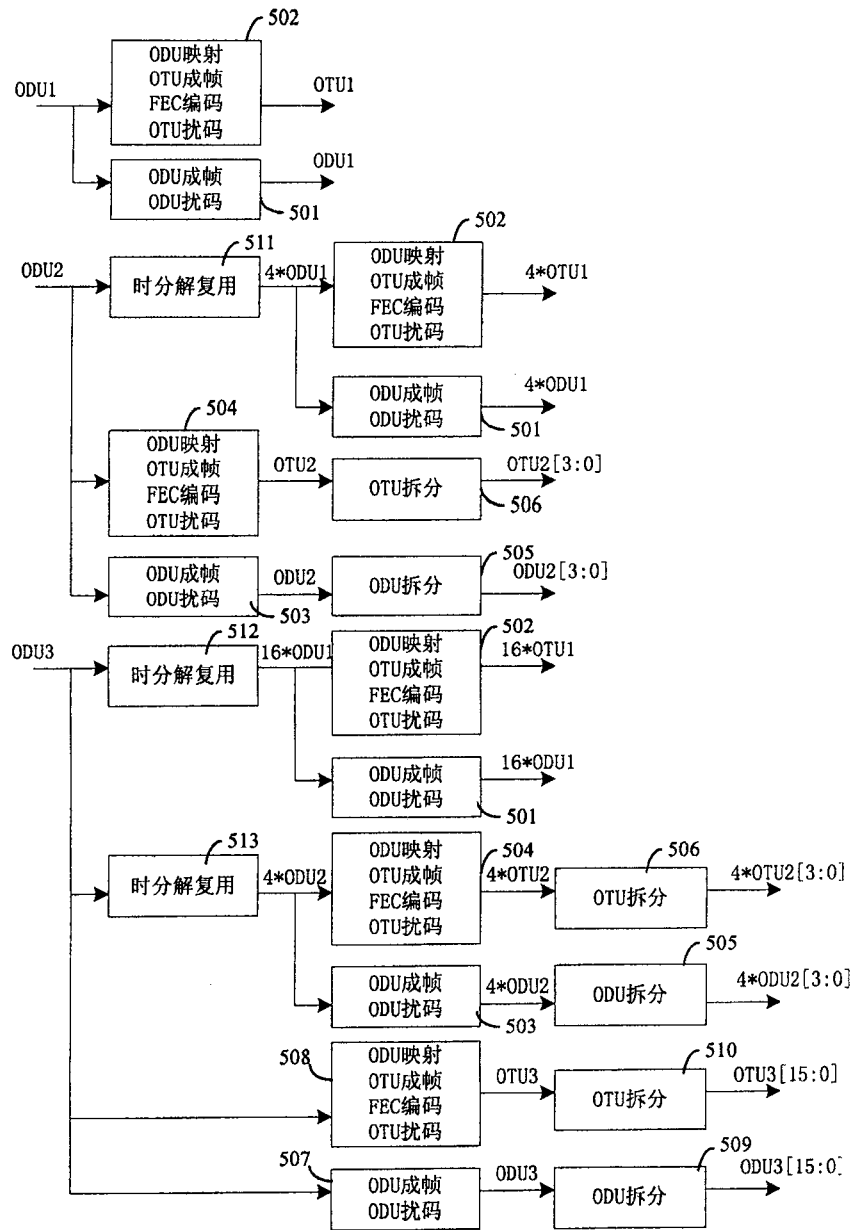 502
ODU映射
OTU成帧
FEC编码
OTU扰码
ODU1
OTU1
ODU成帧
ODU扰码
ODU1
501
ODU2
511
时分解复用
4*ODU1
502
ODU映射
OTU成帧
FEC编码
OTU扰码
4*OTU1
ODU成帧
ODU扰码
4*ODU1
501
504
ODU映射
OTU成帧
FEC编码
OTU扰码
OTU2
OTU拆分
OTU2[3:0]
506
ODU成帧
ODU扰码
503
ODU2
ODU拆分
505
ODU2[3:0]
ODU3
512
时分解复用
16*ODU1
502
ODU映射
OTU成帧
FEC编码
OTU扰码
16*OTU1
ODU成帧
ODU扰码
16*ODU1
501
513
时分解复用
4*ODU2
ODU映射
OTU成帧
FEC编码
OTU扰码
504
4*OTU2
506
OTU拆分
4*OTU2[3:0]
ODU成帧
ODU扰码
4*ODU2
503
505
ODU拆分
4*ODU2[3:0]
508
ODU映射
OTU成帧
FEC编码
OTU扰码
OTU3
510
OTU拆分
OTU3[15:0]
507
ODU成帧
ODU扰码
ODU3
509
ODU拆分
ODU3[15:0]